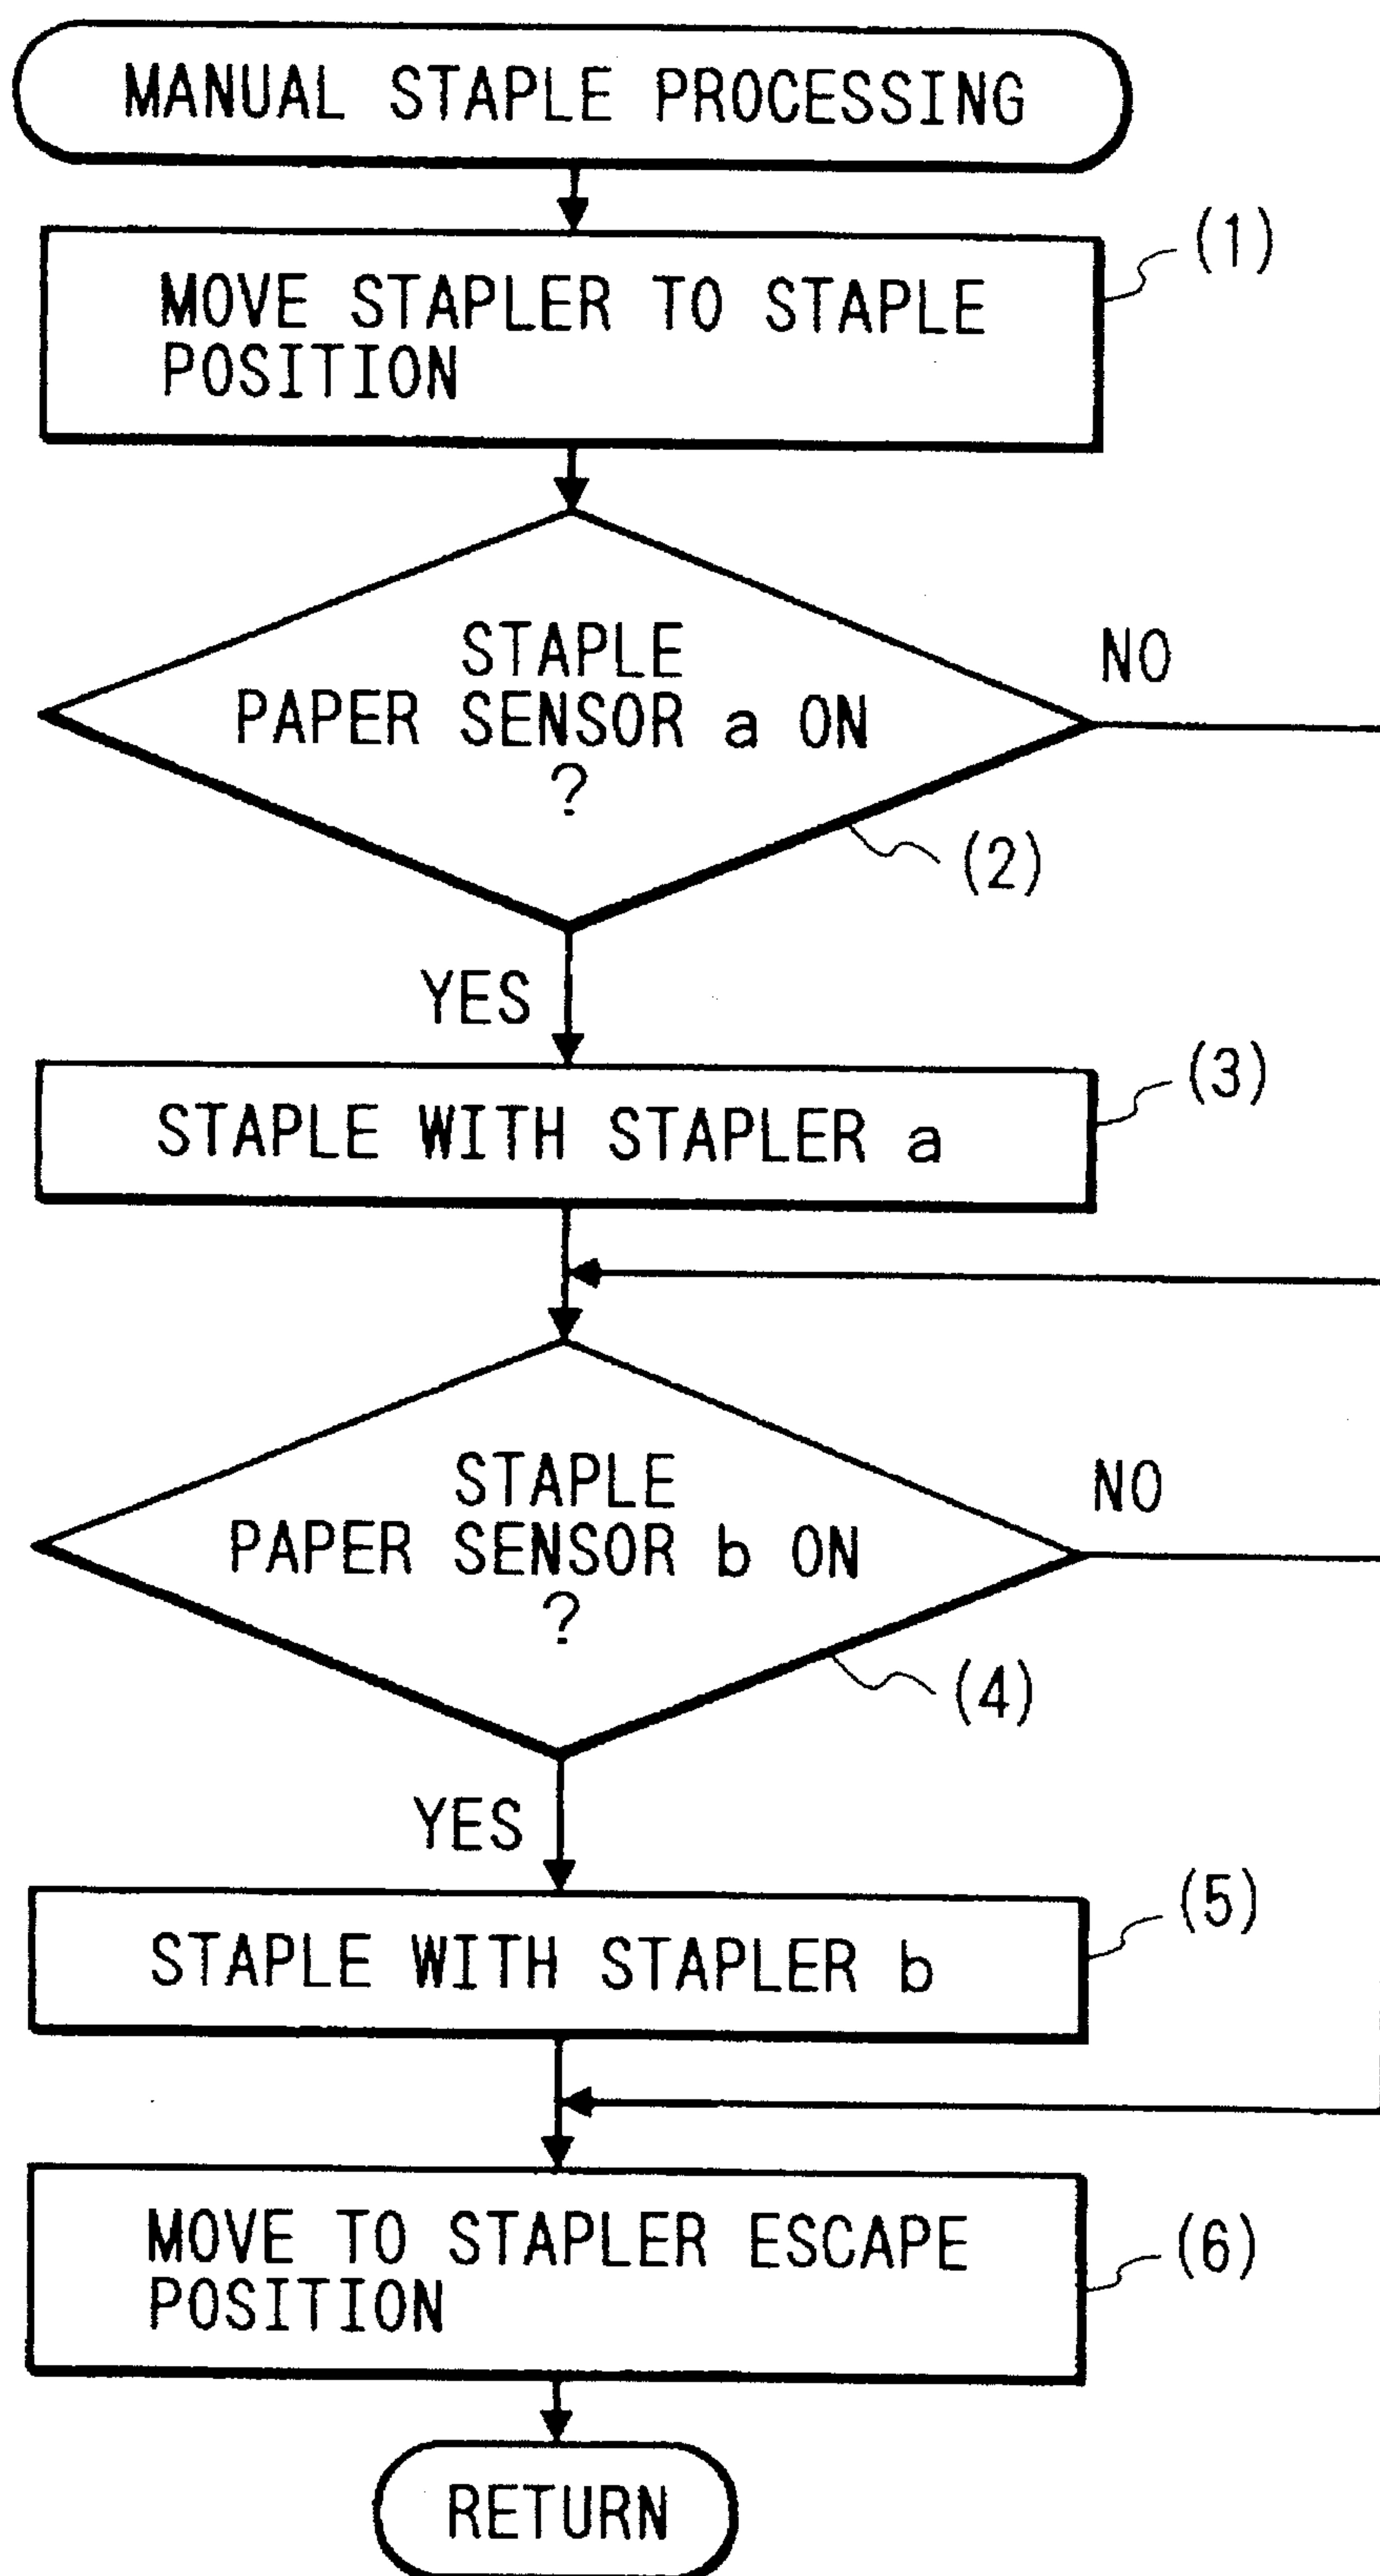 MANUAL STAPLE PROCESSING
(1)
MOVE STAPLER TO STAPLE
POSITION
STAPLE
PAPER SENSOR a ON
?
NO
(2)
YES
(3)
STAPLE WITH STAPLER a
STAPLE
PAPER SENSOR b ON
?
NO
(4)
YES
(5)
STAPLE WITH STAPLER b
MOVE TO STAPLER ESCAPE
POSITION
(6)
RETURN